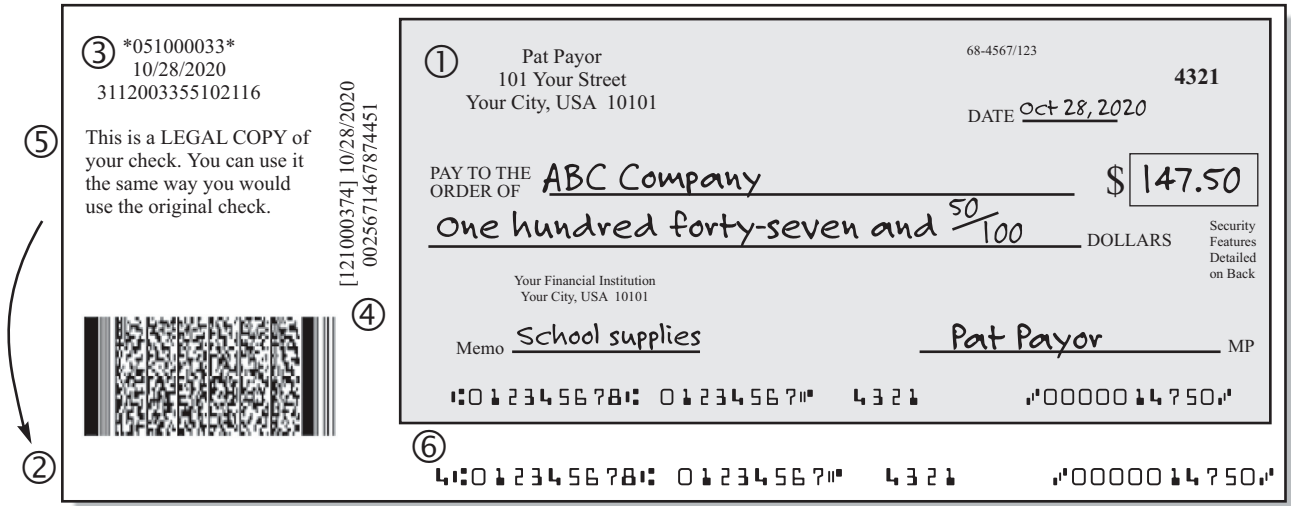 ③ *051000033*
10/28/2020
3112003355102116
⑤ This is a LEGAL COPY of
your check. You can use it
the same way you would
use the original check.
②
[121000374] 10/28/2020
0025671467874451
④
① Pat Payor
101 Your Street
Your City, USA 10101
68-4567/123
4321
DATE Oct 28, 2020
PAY TO THE
ORDER OF ABC Company $ 147.50
One hundred forty-seven and 50/100 DOLLARS
Security
Features
Detailed
on Back
Your Financial Institution
Your City, USA 10101
Memo School supplies Pat Payor MP
⑆012345678⑆ 01234567⑈ 4321 ⑇0000014750⑇
⑥
4⑆012345678⑆ 01234567⑈ 4321 ⑇0000014750⑇